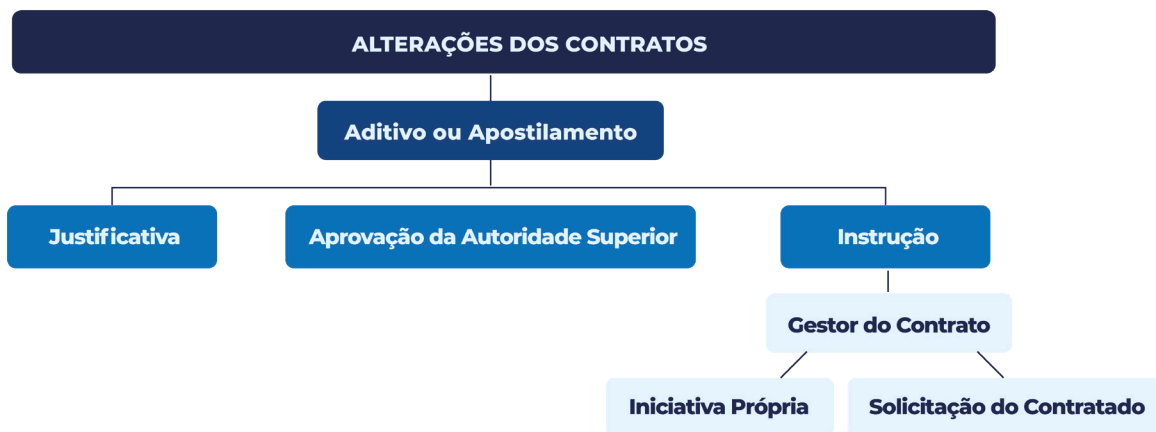 ALTERAÇÕES DOS CONTRATOS
Aditivo ou Apostilamento
Justificativa
Aprovação da Autoridade Superior
Instrução
Gestor do Contrato
Iniciativa Própria
Solicitação do Contratado